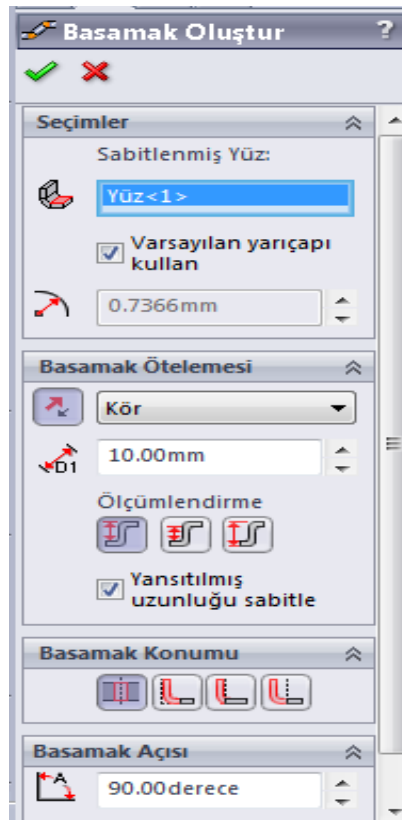 Basamak Oluştur ?
Seçimler
Sabitlenmiş Yüz:
Yüz<1>
Varsayılan yarıçapı
kullan
0.7366mm
Basamak Ötelemesi
Kör
D1
10.00mm
Ölçümlendirme
Yansıtılmış
uzunluğu sabitle
Basamak Konumu
Basamak Açısı
A
90.00derece